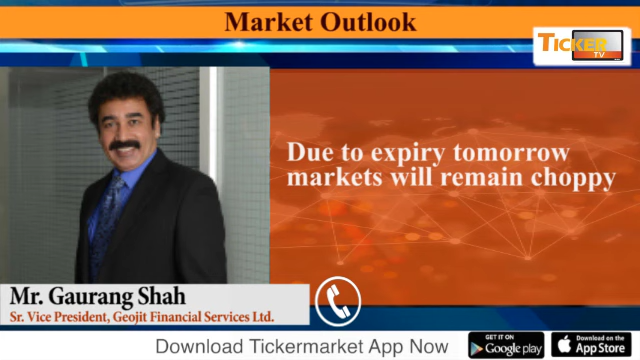 Market Outlook
TICKER
TV
Due to expiry tomorrow
markets will remain choppy
Mr. Gaurang Shah
Sr. Vice President, Geojit Financial Services Ltd.
Download Tickermarket App Now
GET IT ON
Google play
Download on the
App Store